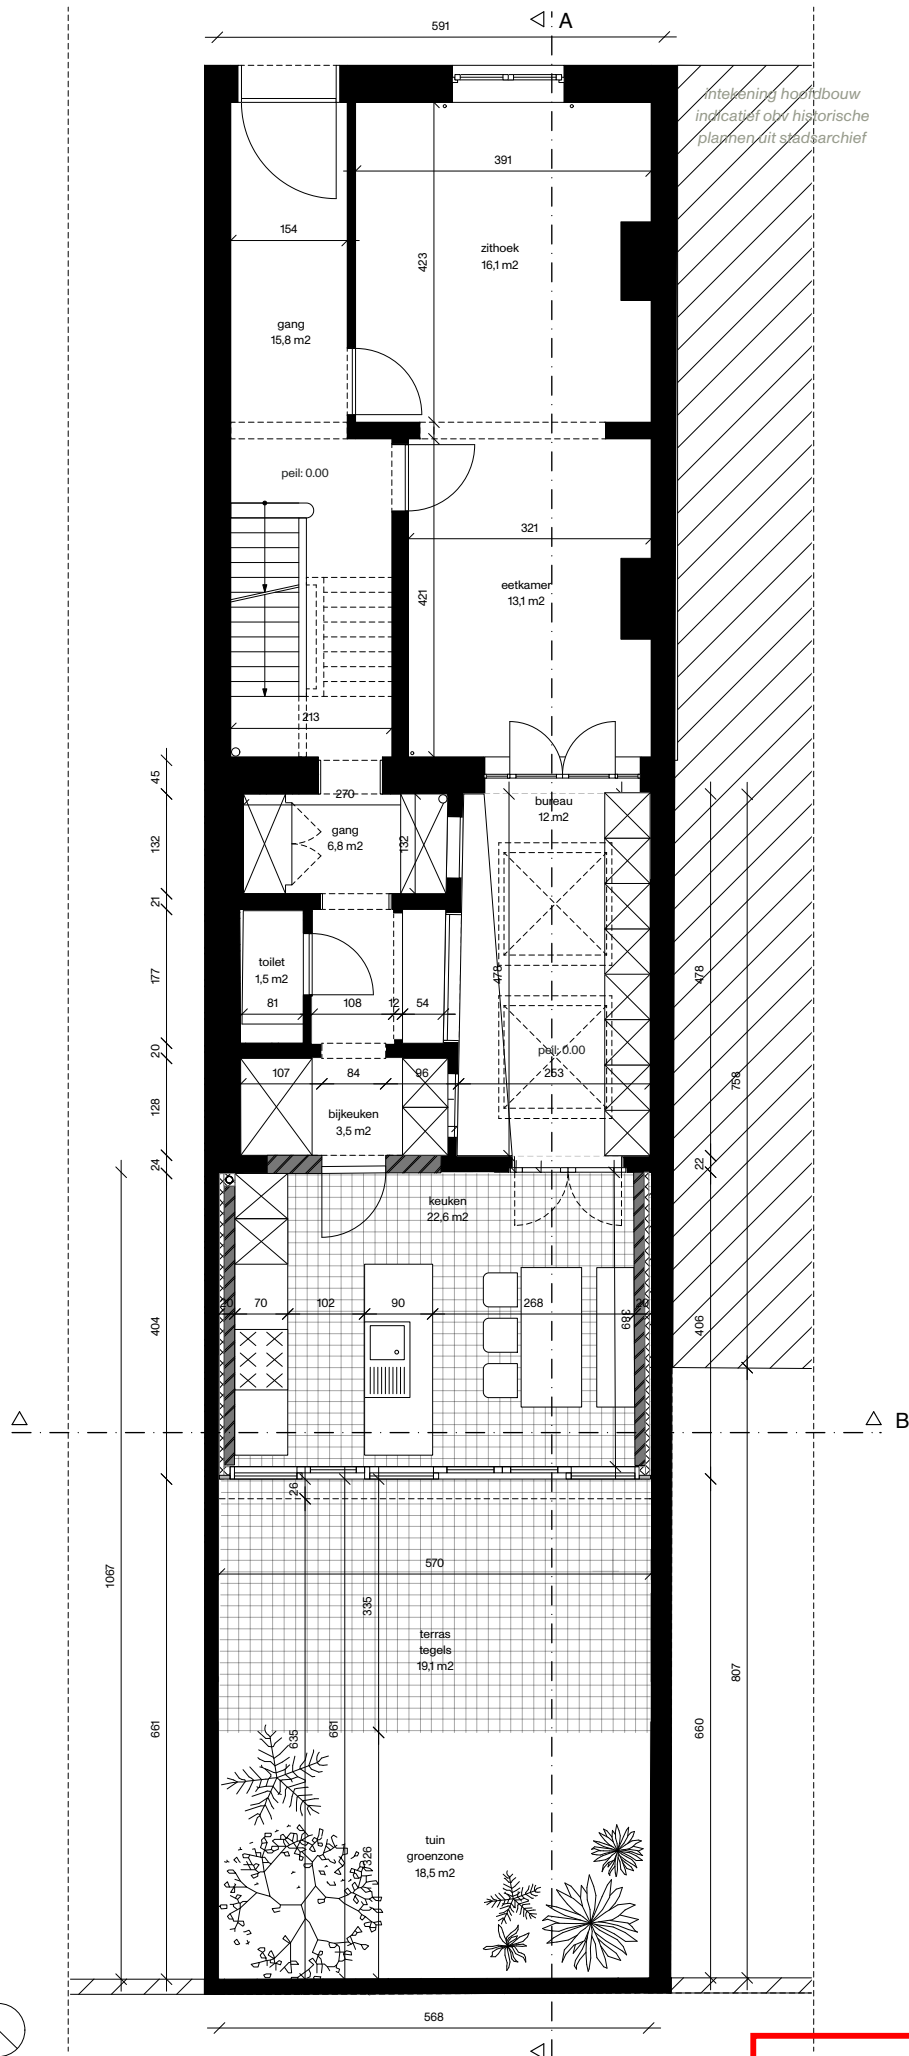 591
A
intekening hoofdbouw
indicatief obv historische
plannen uit stadsarchief
391
154
423
zithoek
16,1 m2
gang
15,8 m2
peil: 0.00
321
421
eetkamer
13,1 m2
213
45
270
bureau
12 m2
132
gang
6,8 m2
132
21
177
toilet
1,5 m2
478
478
81
108
12
54
20
peil: 0.00
107
84
96
253
758
128
bijkeuken
3,5 m2
24
22
keuken
22,6 m2
20
70
102
90
268
20
389
404
406
B
26
1067
570
335
terras
tegels
19,1 m2
807
661
635
661
660
326
tuin
groenzone
18,5 m2
568